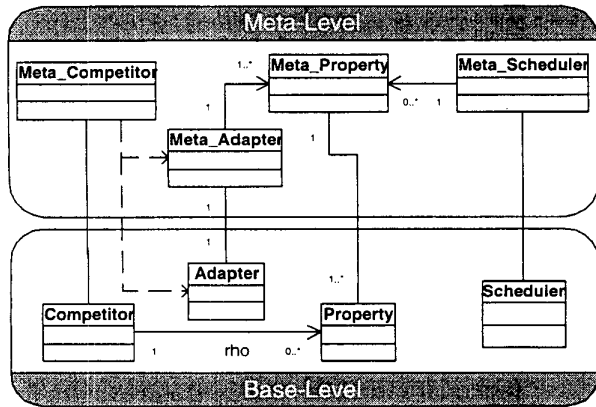 Meta-Level
Meta_Competitor
1..*
Meta_Property
Meta_Scheduler
0..*
1
1
1
Meta_Adapter
1
1
Adapter
1..*
Scheduler
Competitor
Property
1
rho
0..*
Base-Level